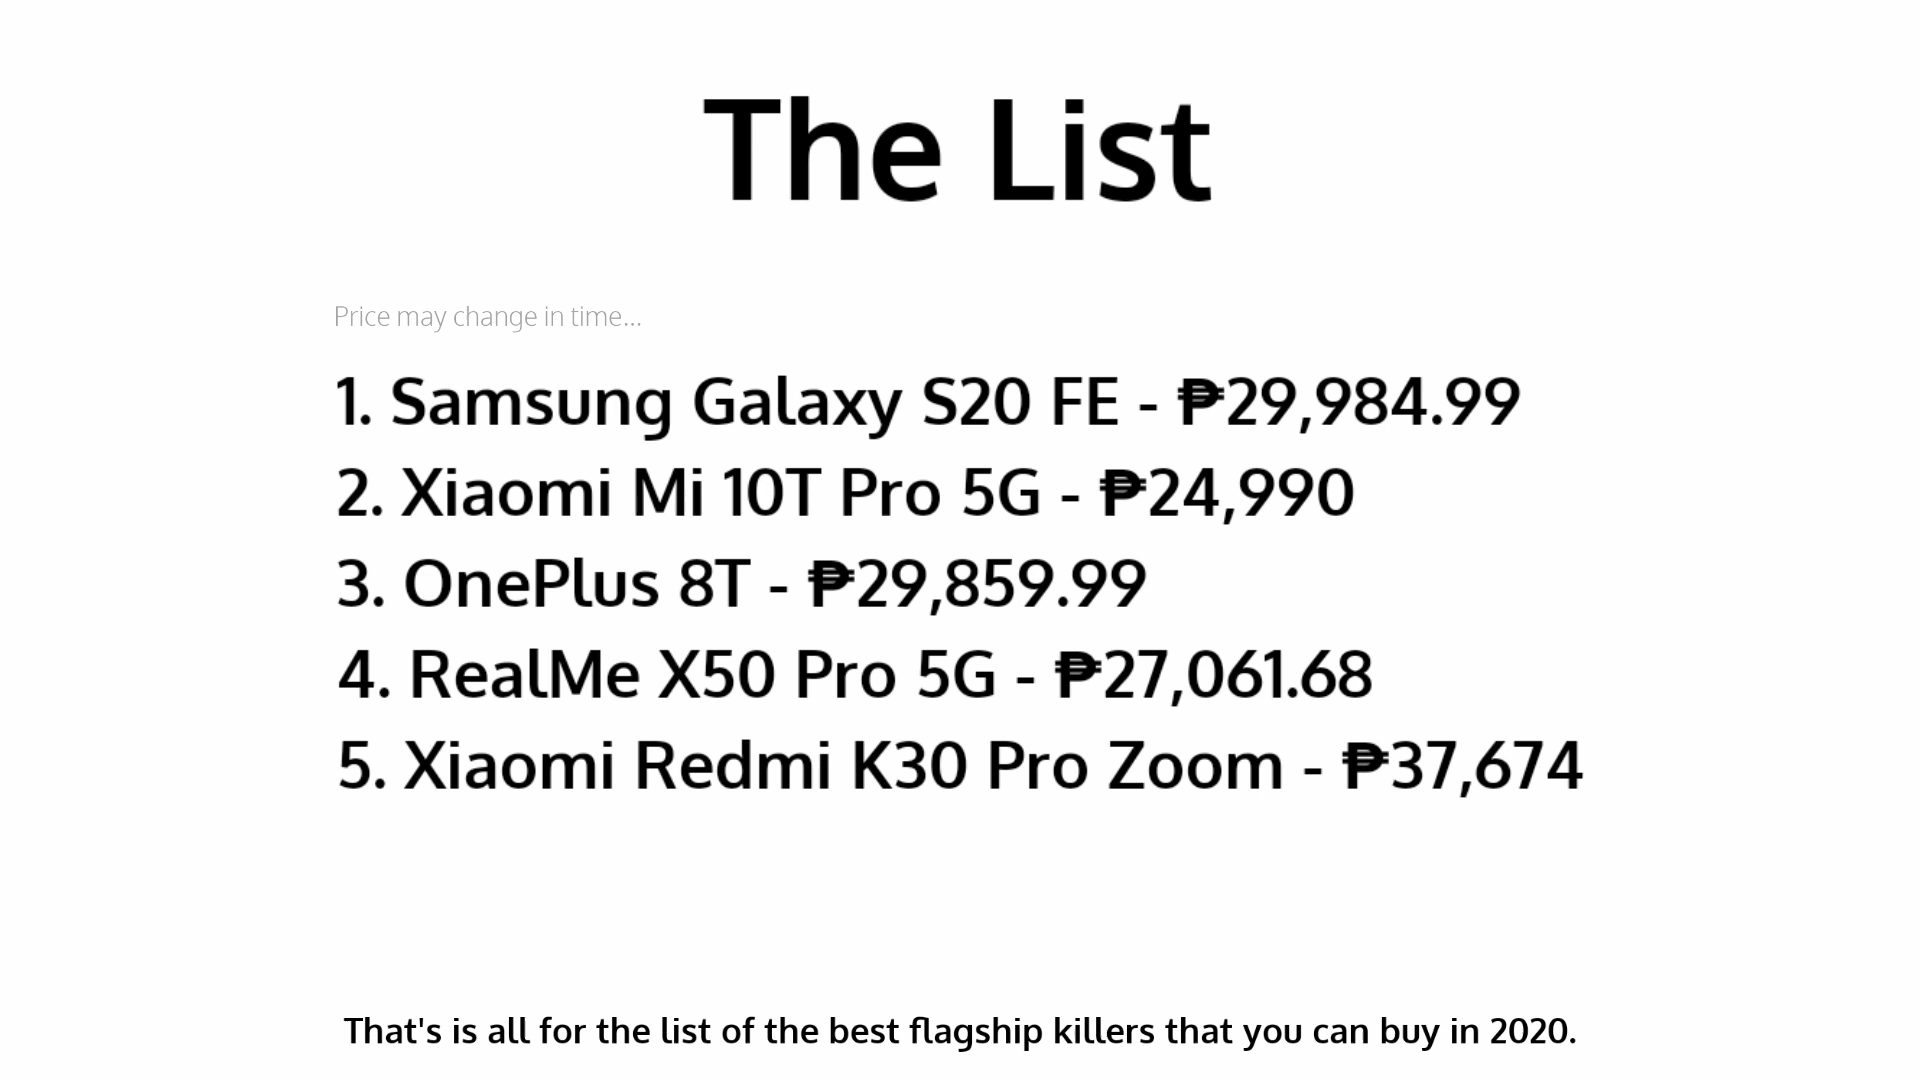 The List
Price may change in time...
1. Samsung Galaxy S20 FE - ₱29,984.99
2. Xiaomi Mi 10T Pro 5G - ₱24,990
3. OnePlus 8T - ₱29,859.99
4. RealMe X50 Pro 5G - ₱27,061.68
5. Xiaomi Redmi K30 Pro Zoom - ₱37,674
That's is all for the list of the best flagship killers that you can buy in 2020.